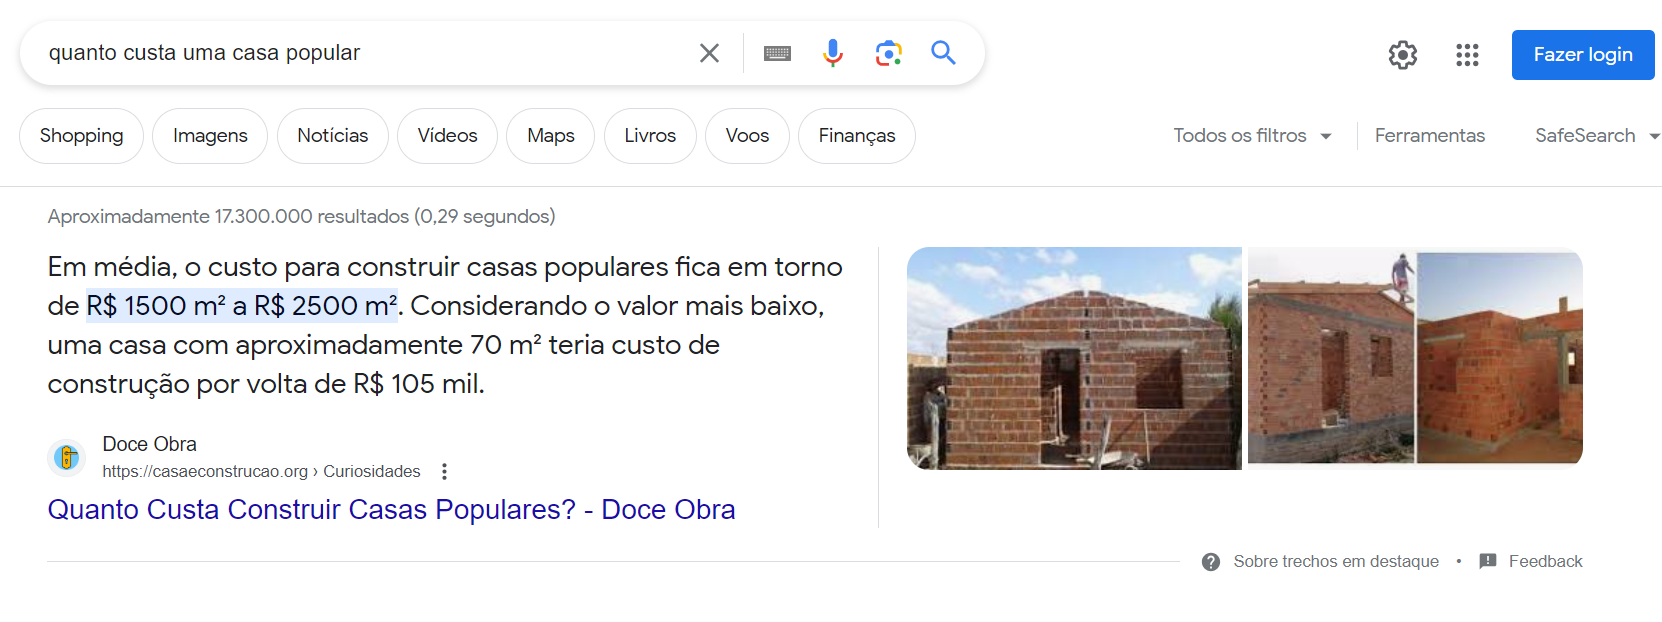 quanto custa uma casa popular
Fazer login
Shopping
Imagens
Notícias
Vídeos
Maps
Livros
Voos
Finanças
Todos os filtros
Ferramentas
SafeSearch
Aproximadamente 17.300.000 resultados (0,29 segundos)
Em média, o custo para construir casas populares fica em torno
de R$ 1500 m² a R$ 2500 m². Considerando o valor mais baixo,
uma casa com aproximadamente 70 m² teria custo de
construção por volta de R$ 105 mil.
Doce Obra
https://casaeconstrucao.org › Curiosidades
Quanto Custa Construir Casas Populares? - Doce Obra
Sobre trechos em destaque • Feedback